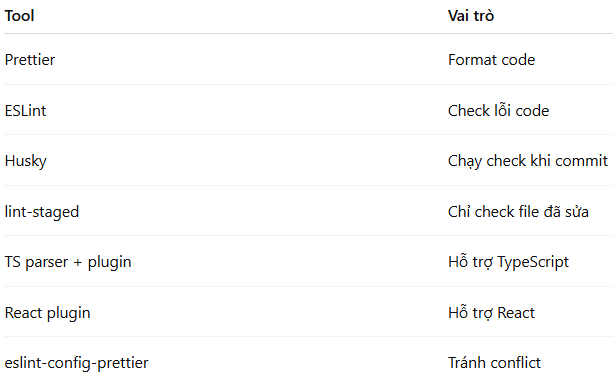 Tool Vai trò
Prettier Format code
ESLint Check lỗi code
Husky Chạy check khi commit
lint-staged Chỉ check file đã sửa
TS parser + plugin Hỗ trợ TypeScript
React plugin Hỗ trợ React
eslint-config-prettier Tránh conflict